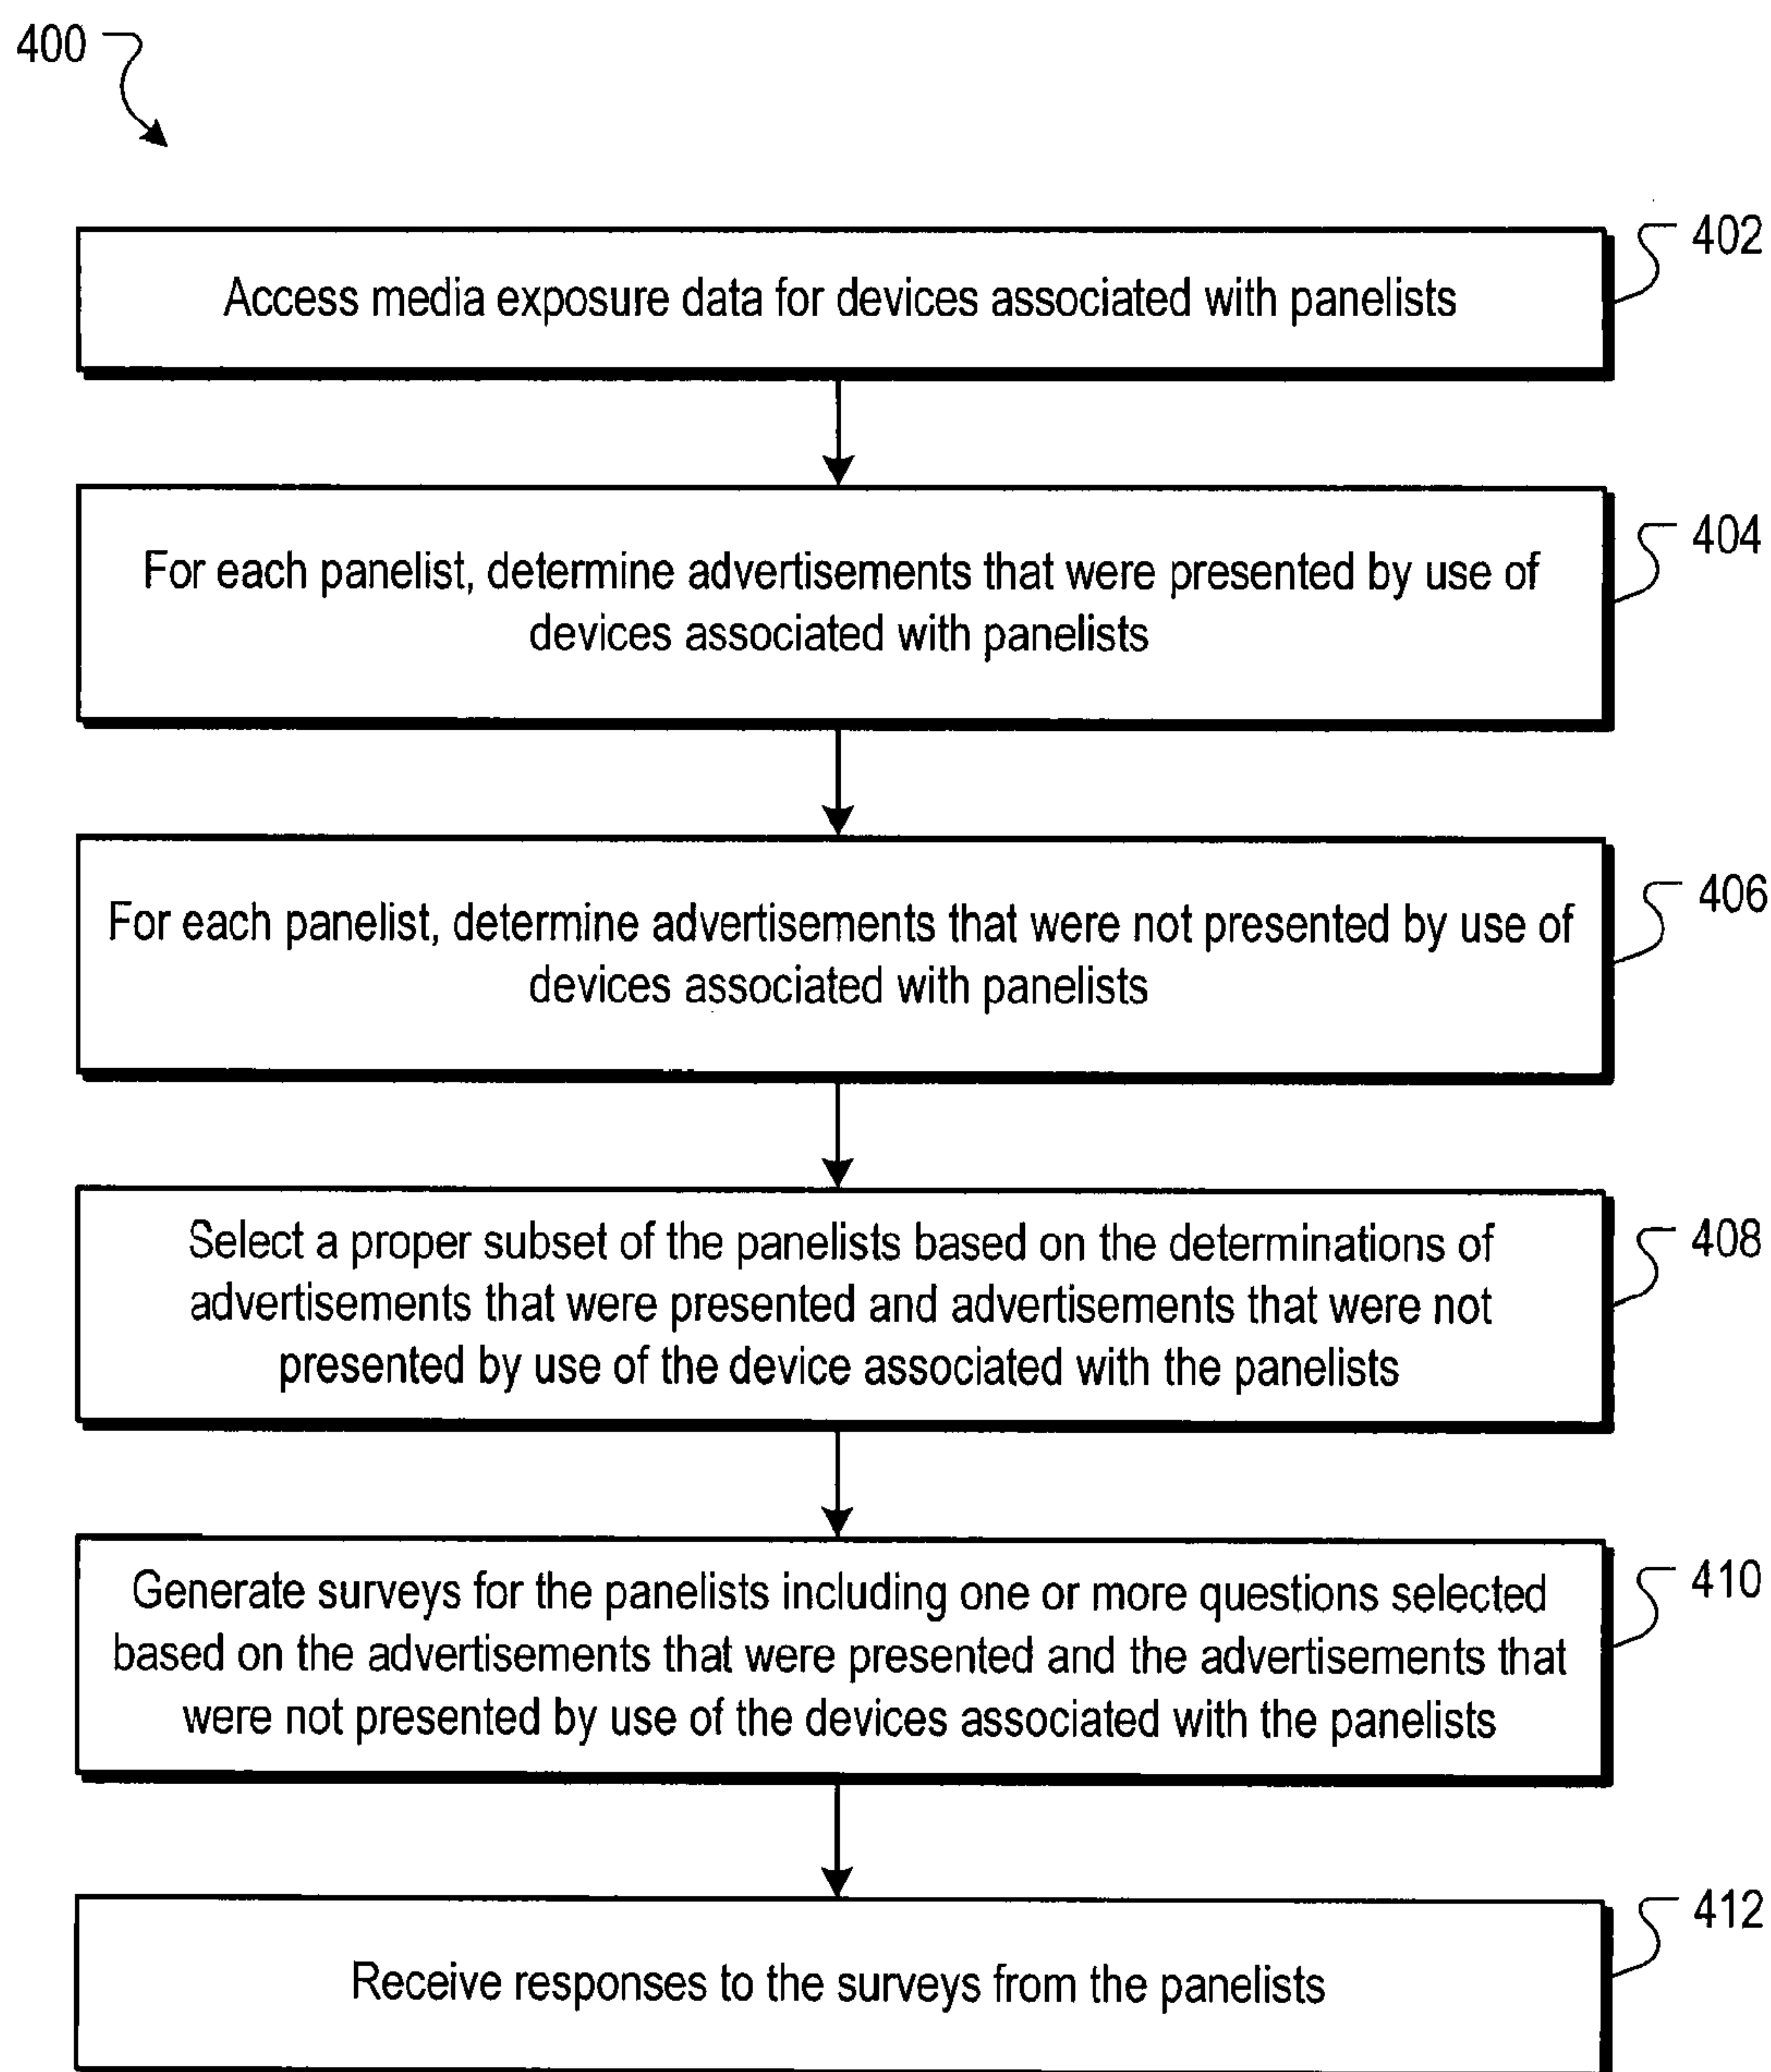 400
402
Access media exposure data for devices associated with panelists
404
For each panelist, determine advertisements that were presented by use of
devices associated with panelists
406
For each panelist, determine advertisements that were not presented by use of
devices associated with panelists
408
Select a proper subset of the panelists based on the determinations of
advertisements that were presented and advertisements that were not
presented by use of the device associated with the panelists
410
Generate surveys for the panelists including one or more questions selected
based on the advertisements that were presented and the advertisements that
were not presented by use of the devices associated with the panelists
412
Receive responses to the surveys from the panelists